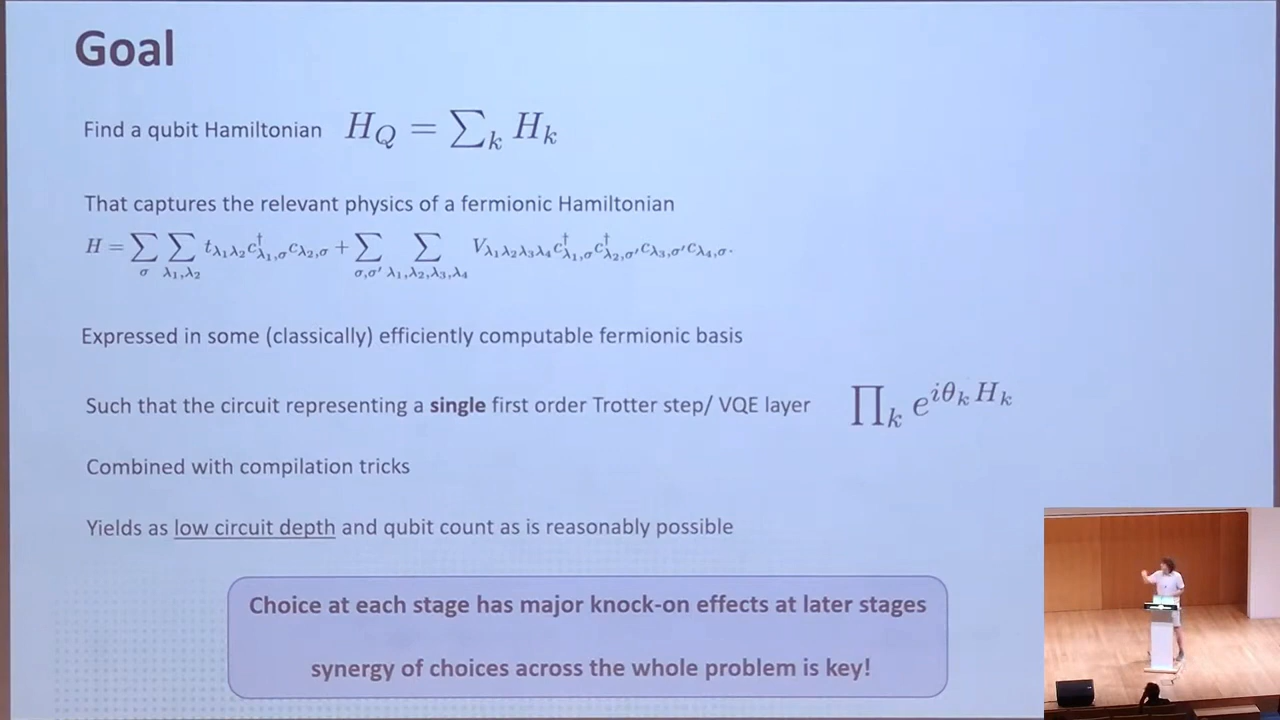 Goal
Find a qubit Hamiltonian $H_Q = \sum_k H_k$
That captures the relevant physics of a fermionic Hamiltonian
$H = \sum_{\sigma} \sum_{\lambda_1,\lambda_2} t_{\lambda_1\lambda_2} c^\dagger_{\lambda_1,\sigma} c_{\lambda_2,\sigma} + \sum_{\sigma,\sigma'} \sum_{\lambda_1,\lambda_2,\lambda_3,\lambda_4} V_{\lambda_1\lambda_2\lambda_3\lambda_4} c^\dagger_{\lambda_1,\sigma} c^\dagger_{\lambda_2,\sigma'} c_{\lambda_3,\sigma'} c_{\lambda_4,\sigma}.$
Expressed in some (classically) efficiently computable fermionic basis
Such that the circuit representing a single first order Trotter step/ VQE layer $\prod_k e^{i\theta_k H_k}$
Combined with compilation tricks
Yields as low circuit depth and qubit count as is reasonably possible
Choice at each stage has major knock-on effects at later stages
synergy of choices across the whole problem is key!